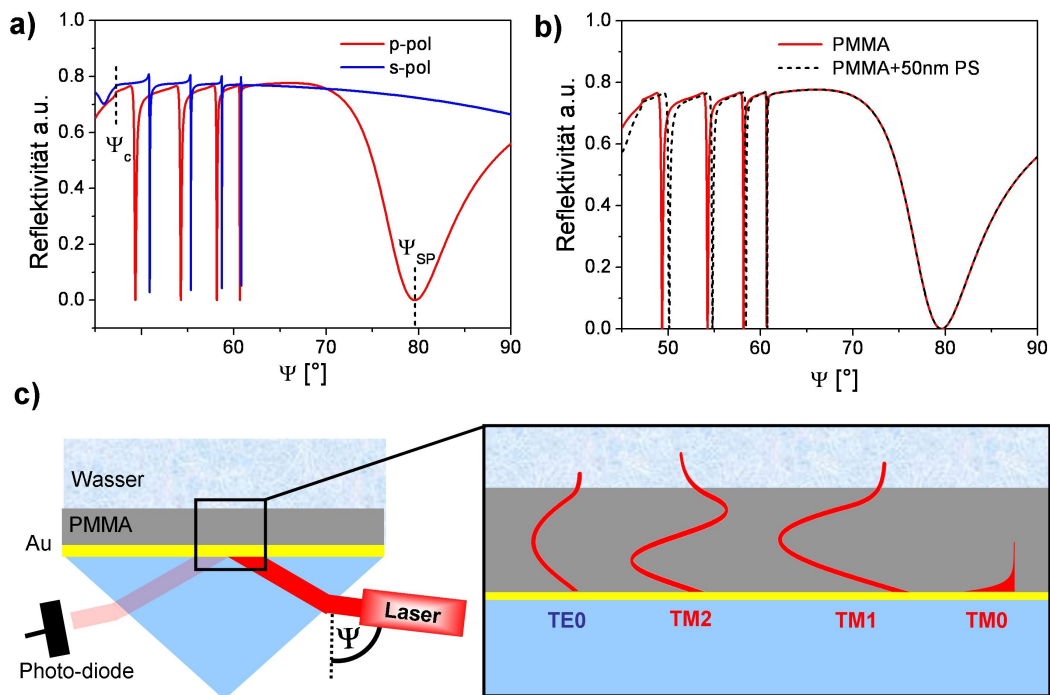 a)
Reflektivität a.u.
1.0
0.8
0.6
0.4
0.2
0.0
p-pol
s-pol
Ψc
ΨSP
60 70 80 90
Ψ [°]
b)
Reflektivität a.u.
1.0
0.8
0.6
0.4
0.2
0.0
PMMA
PMMA+50nm PS
50 60 70 80 90
Ψ [°]
c)
Wasser
PMMA
Au
Laser
Ψ
Photo-diode
TE0 TM2 TM1 TM0